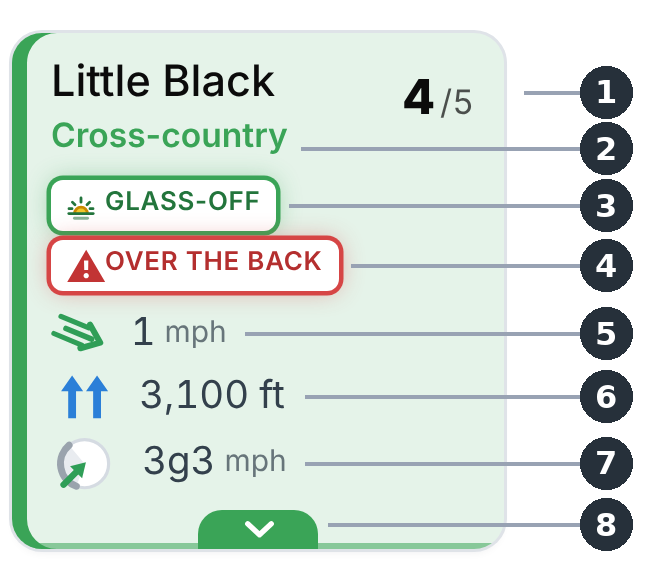 Little Black
4/5
1
Cross-country
2
GLASS-OFF
3
OVER THE BACK
4
1 mph
5
3,100 ft
6
3g3 mph
7
8